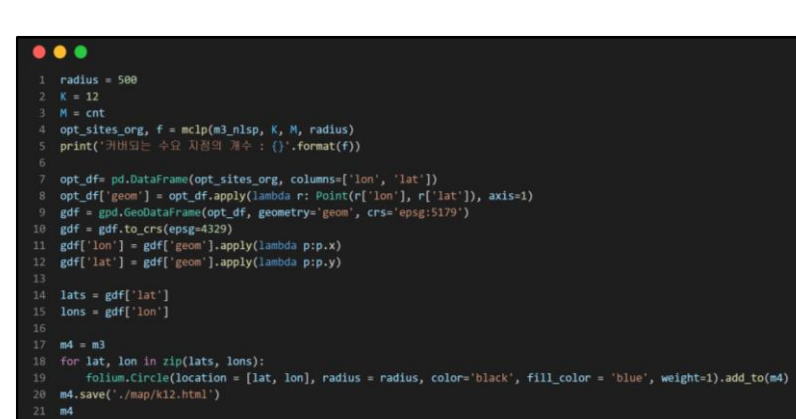 1 radius = 500
2 K = 12
3 M = cnt
4 opt_sites_org, f = mclp(m3_nlsp, K, M, radius)
5 print('커버되는 수요 지점의 개수 : {}'.format(f))
6
7 opt_df= pd.DataFrame(opt_sites_org, columns=['lon', 'lat'])
8 opt_df['geom'] = opt_df.apply(lambda r: Point(r['lon'], r['lat']), axis=1)
9 gdf = gpd.GeoDataFrame(opt_df, geometry='geom', crs='epsg:5179')
10 gdf = gdf.to_crs(epsg=4329)
11 gdf['lon'] = gdf['geom'].apply(lambda p:p.x)
12 gdf['lat'] = gdf['geom'].apply(lambda p:p.y)
13
14 lats = gdf['lat']
15 lons = gdf['lon']
16
17 m4 = m3
18 for lat, lon in zip(lats, lons):
19     folium.Circle(location = [lat, lon], radius = radius, color='black', fill_color = 'blue', weight=1).add_to(m4)
20 m4.save('./map/k12.html')
21 m4